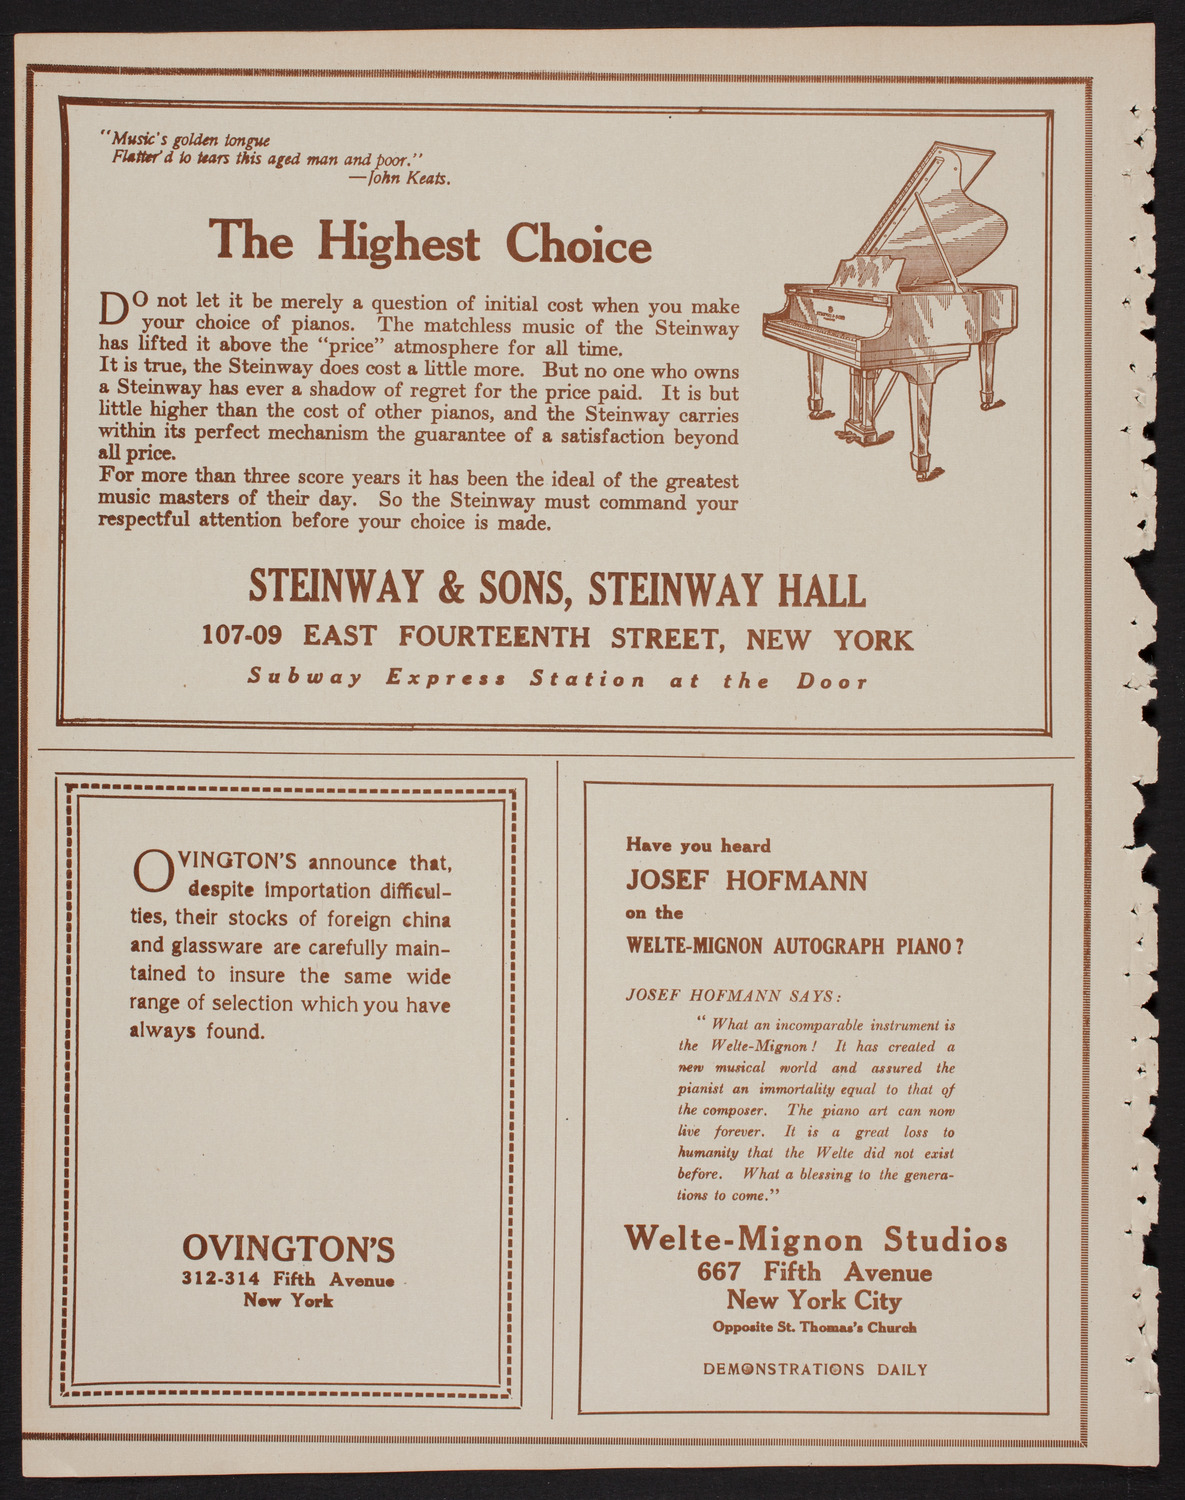 "Music's golden tongue
Flatter'd to tears this aged man and poor."
—John Keats.
The Highest Choice
DO not let it be merely a question of initial cost when you make
your choice of pianos. The matchless music of the Steinway
has lifted it above the "price" atmosphere for all time.
It is true, the Steinway does cost a little more. But no one who owns
a Steinway has ever a shadow of regret for the price paid. It is but
little higher than the cost of other pianos, and the Steinway carries
within its perfect mechanism the guarantee of a satisfaction beyond
all price.
For more than three score years it has been the ideal of the greatest
music masters of their day. So the Steinway must command your
respectful attention before your choice is made.
STEINWAY & SONS, STEINWAY HALL
107-09 EAST FOURTEENTH STREET, NEW YORK
Subway Express Station at the Door
OVINGTON'S announce that,
despite importation difficul-
ties, their stocks of foreign china
and glassware are carefully main-
tained to insure the same wide
range of selection which you have
always found.
OVINGTON'S
312-314 Fifth Avenue
New York
Have you heard
JOSEF HOFMANN
on the
WELTE-MIGNON AUTOGRAPH PIANO?
JOSEF HOFMANN SAYS:
"What an incomparable instrument is
the Welte-Mignon! It has created a
new musical world and assured the
pianist an immortality equal to that of
the composer. The piano art can now
live forever. It is a great loss to
humanity that the Welte did not exist
before. What a blessing to the genera-
tions to come."
Welte-Mignon Studios
667 Fifth Avenue
New York City
Opposite St. Thomas's Church
DEMONSTRATIONS DAILY